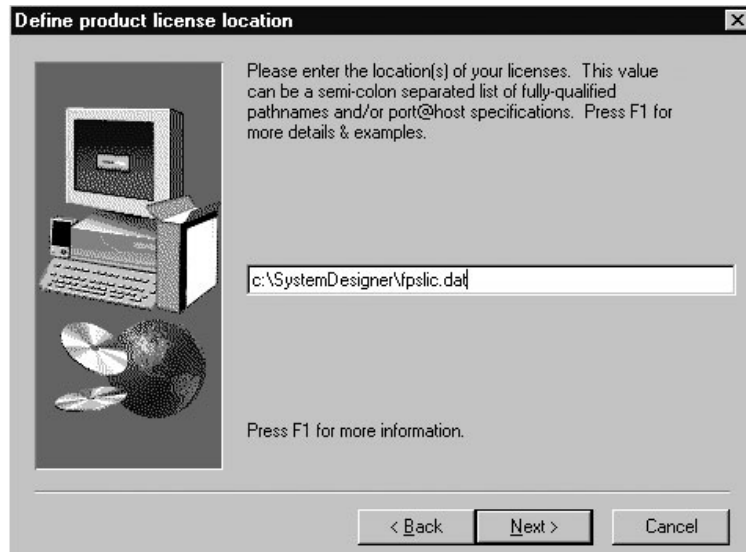 Define product license location
Please enter the location(s) of your licenses. This value
can be a semi-colon separated list of fully-qualified
pathnames and/or port@host specifications. Press F1 for
more details & examples.
c:\SystemDesigner\fpslic.dat
Press F1 for more information.
< Back Next > Cancel